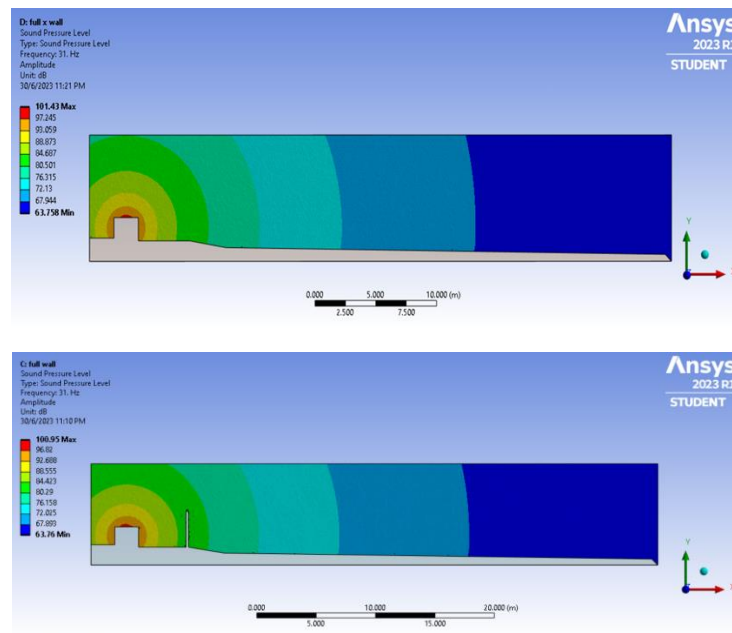 D: full x wall
Sound Pressure Level
Type: Sound Pressure Level
Frequency: 31. Hz
Amplitude
Unit: dB
30/6/2023 11:21 PM
101.43 Max
97.245
93.059
88.873
84.687
80.501
76.315
72.13
67.944
63.758 Min
Ansys
2023 R
STUDENT
Y
0.000 5.000 10.000 (m)
2.500 7.500
C: full wall
Sound Pressure Level
Type: Sound Pressure Level
Frequency: 31. Hz
Amplitude
Unit: dB
30/6/2023 11:10 PM
100.95 Max
96.82
92.688
88.555
84.423
80.29
76.158
72.025
67.893
63.76 Min
Ansys
2023 R
STUDENT
Y
0.000 10.000 20.000 (m)
5.000 15.000